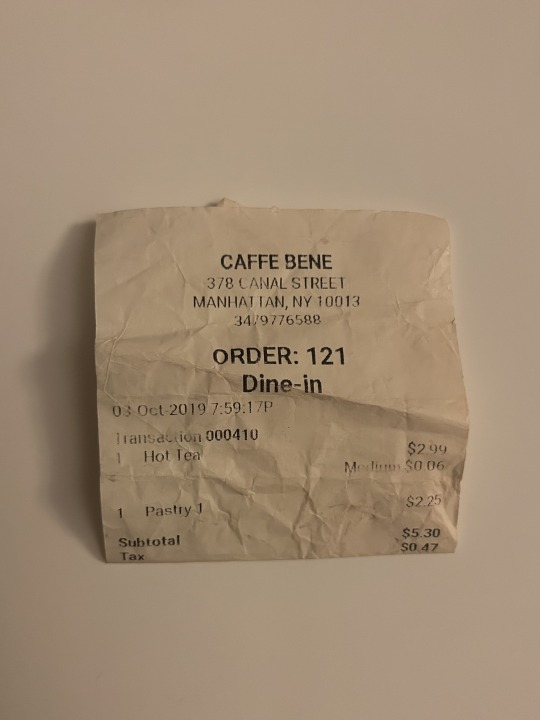 CAFFE BENE
378 CANAL STREET
MANHATTAN, NY 10013
3479776588
ORDER: 121
Dine-in
03-Oct-2019 7:59:17P
Transaction 000410
1 Hot Tea $2.99
Medium $0.06
1 Pastry 1 $2.25
Subtotal $5.30
Tax $0.47